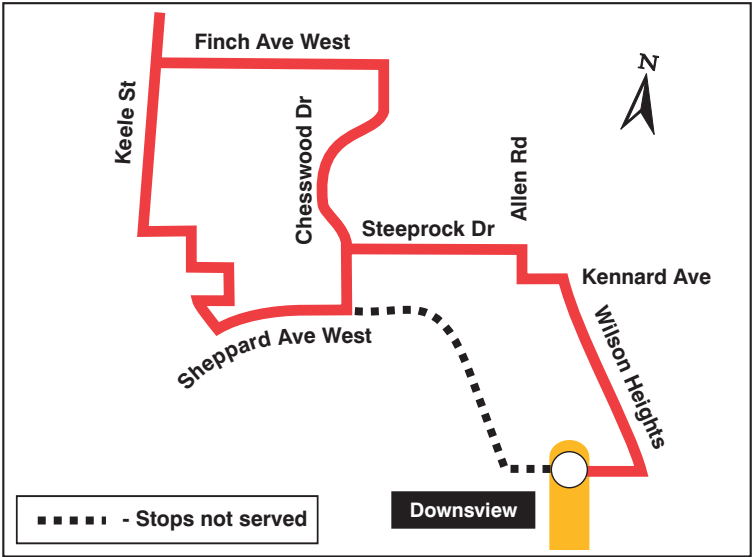 Finch Ave West
N
Keele St
Chesswood Dr
Allen Rd
Steeprock Dr
Kennard Ave
Wilson Heights
Sheppard Ave West
Downsview
- Stops not served